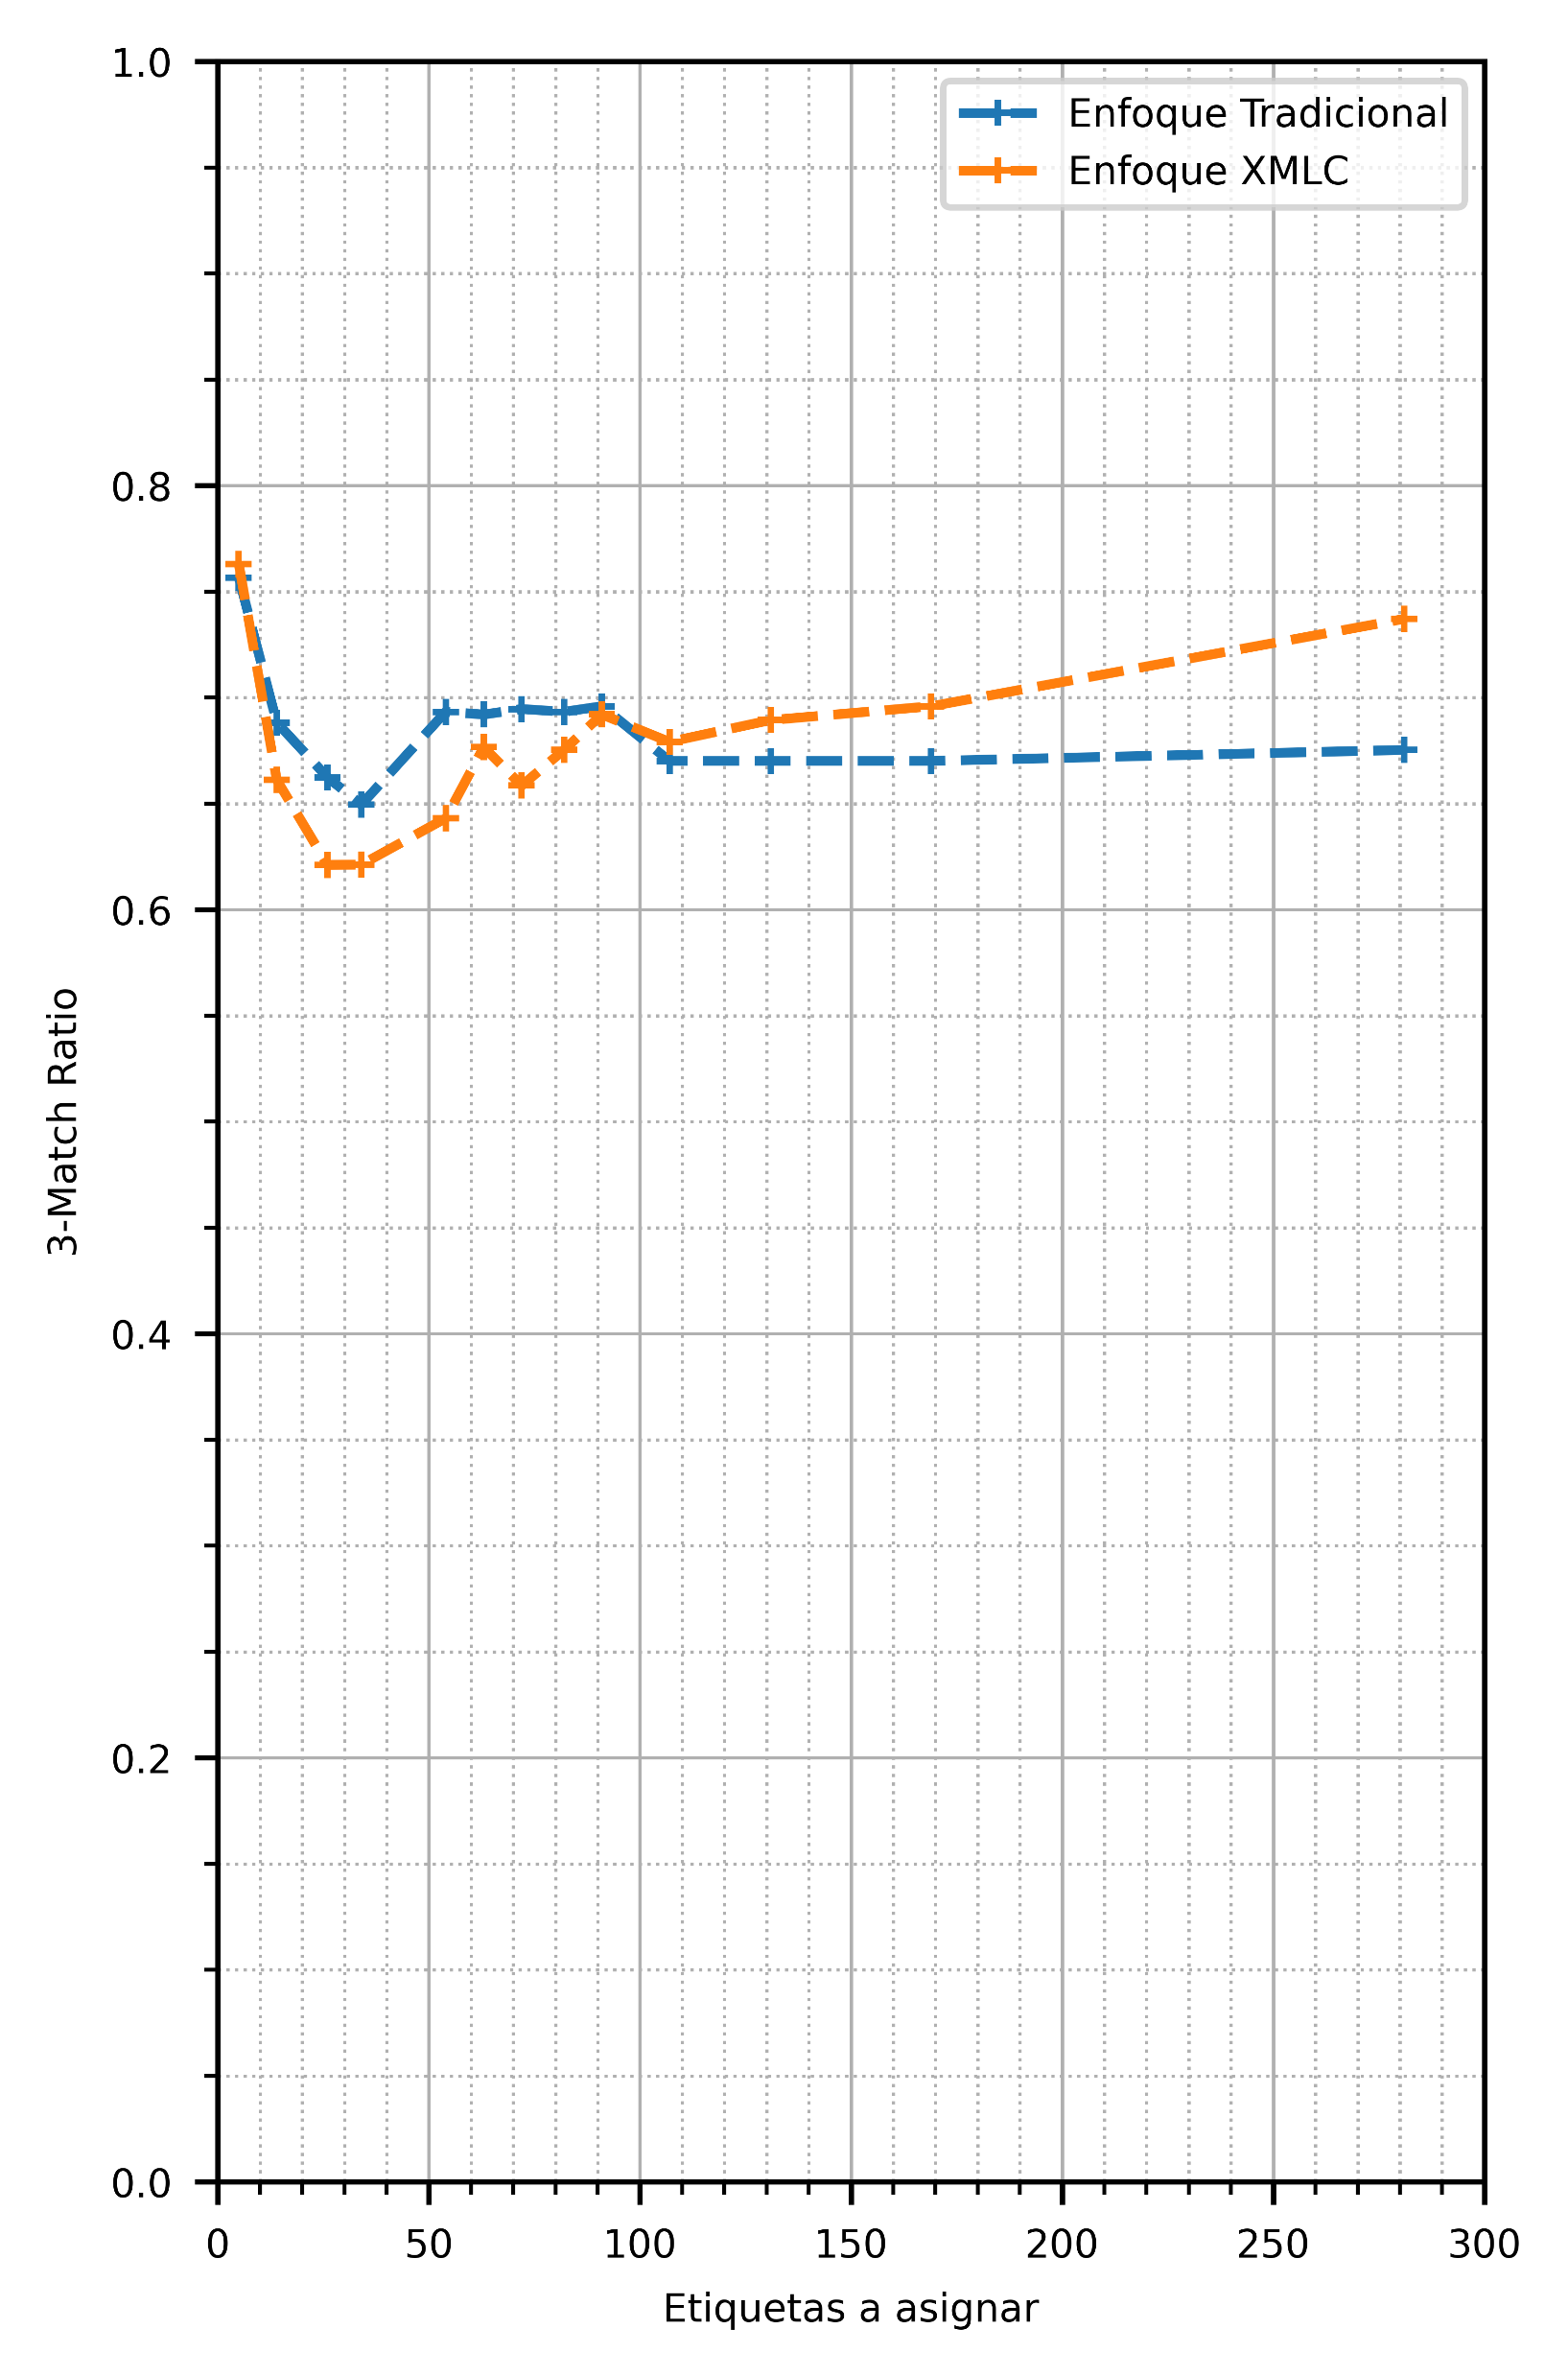 1.0
Enfoque Tradicional
Enfoque XMLC
0.8
0.6
3-Match Ratio
0.4
0.2
0.0
0 50 100 150 200 250 300
Etiquetas a asignar